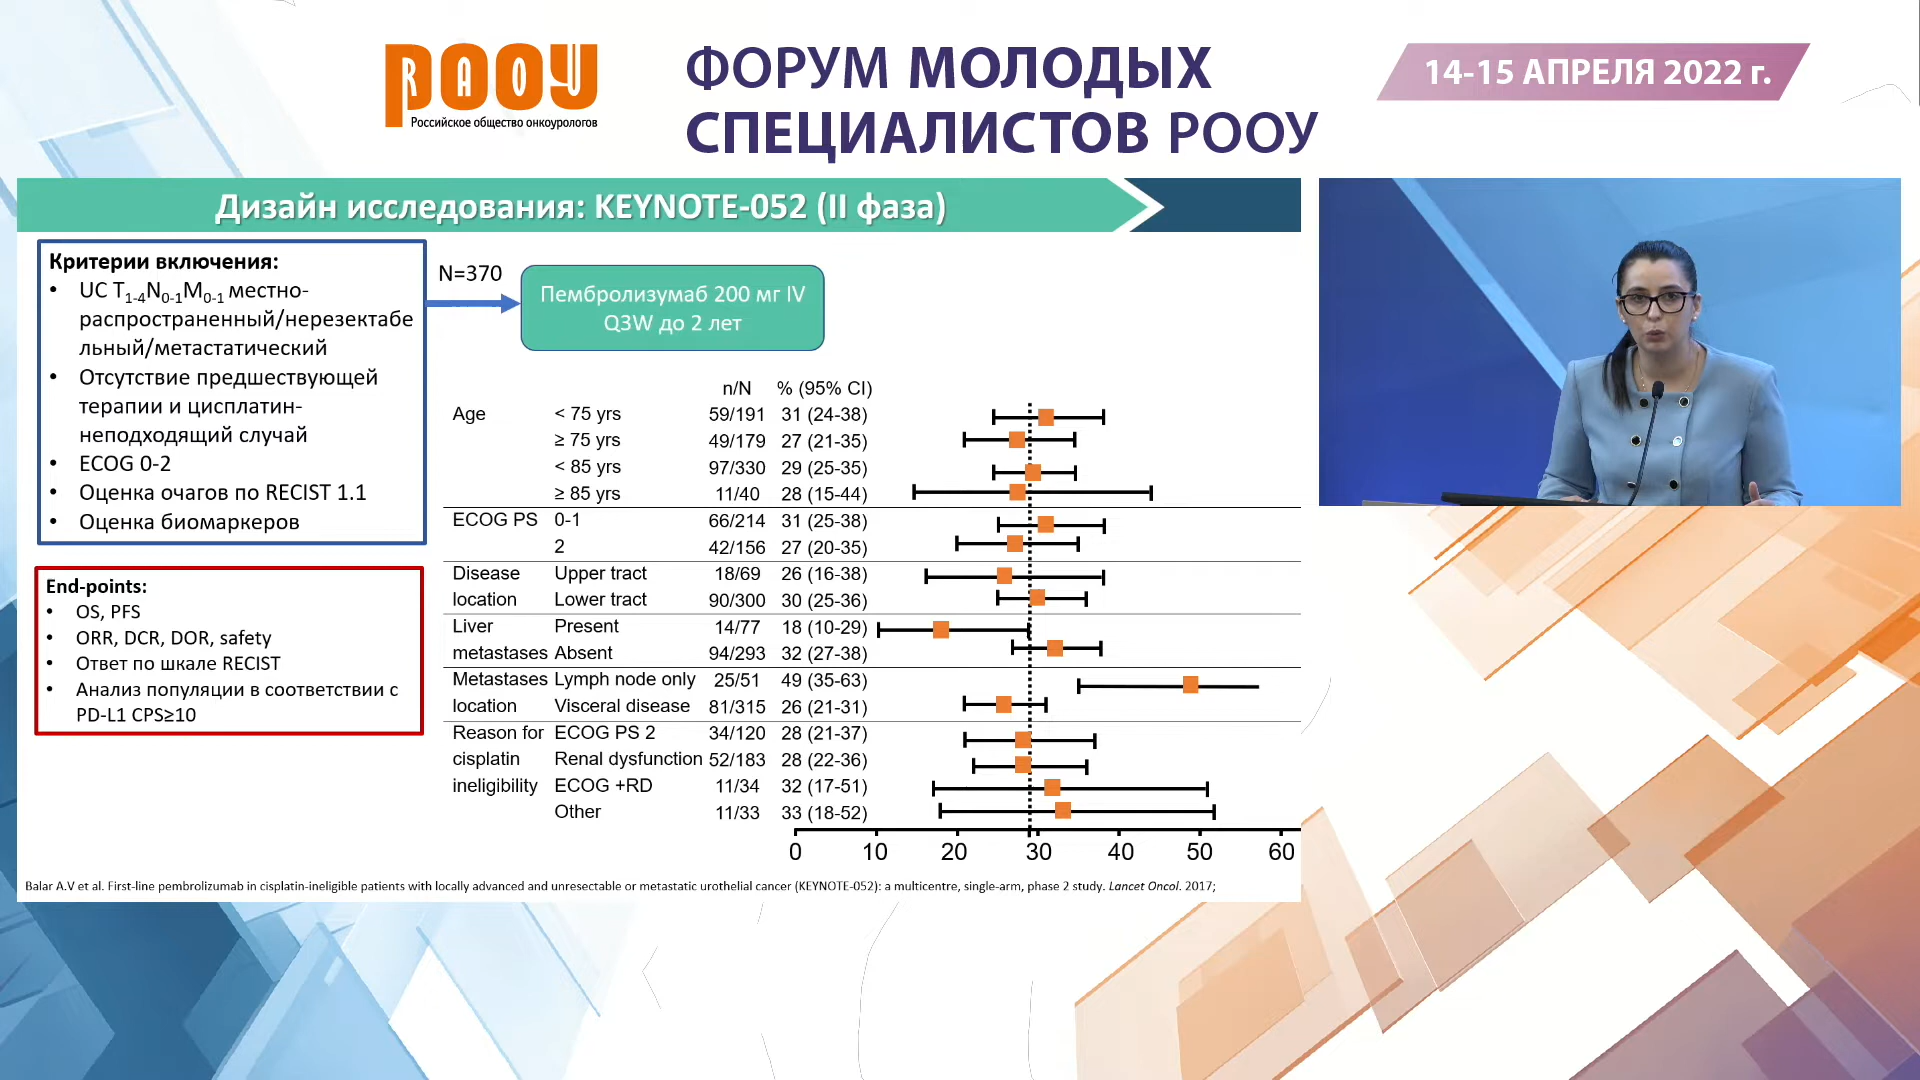 РООУ
RAOU
Российское общество онкоурологов
ФОРУМ МОЛОДЫХ
СПЕЦИАЛИСТОВ РООУ
14-15 АПРЕЛЯ 2022 г.
Дизайн исследования: KEYNOTE-052 (II фаза)
Критерии включения:
• UC T1-4N0-1M0-1 местно-
распространенный/нерезектабе
льный/метастатический
• Отсутствие предшествующей
терапии и цисплатин-
неподходящий случай
• ECOG 0-2
• Оценка очагов по RECIST 1.1
• Оценка биомаркеров
N=370
Пембролизумаб 200 мг IV
Q3W до 2 лет
End-points:
• OS, PFS
• ORR, DCR, DOR, safety
• Ответ по шкале RECIST
• Анализ популяции в соответствии с
PD-L1 CPS≥10
n/N % (95% CI)
Age < 75 yrs 59/191 31 (24-38)
≥ 75 yrs 49/179 27 (21-35)
< 85 yrs 97/330 29 (25-35)
≥ 85 yrs 11/40 28 (15-44)
ECOG PS 0-1 66/214 31 (25-38)
2 42/156 27 (20-35)
Disease Upper tract 18/69 26 (16-38)
location Lower tract 90/300 30 (25-36)
Liver Present 14/77 18 (10-29)
metastases Absent 94/293 32 (27-38)
Metastases Lymph node only 25/51 49 (35-63)
location Visceral disease 81/315 26 (21-31)
Reason for ECOG PS 2 34/120 28 (21-37)
cisplatin Renal dysfunction 52/183 28 (22-36)
ineligibility ECOG +RD 11/34 32 (17-51)
Other 11/33 33 (18-52)
0 10 20 30 40 50 60
Balar A.V et al. First-line pembrolizumab in cisplatin-ineligible patients with locally advanced and unresectable or metastatic urothelial cancer (KEYNOTE-052): a multicentre, single-arm, phase 2 study. Lancet Oncol. 2017;